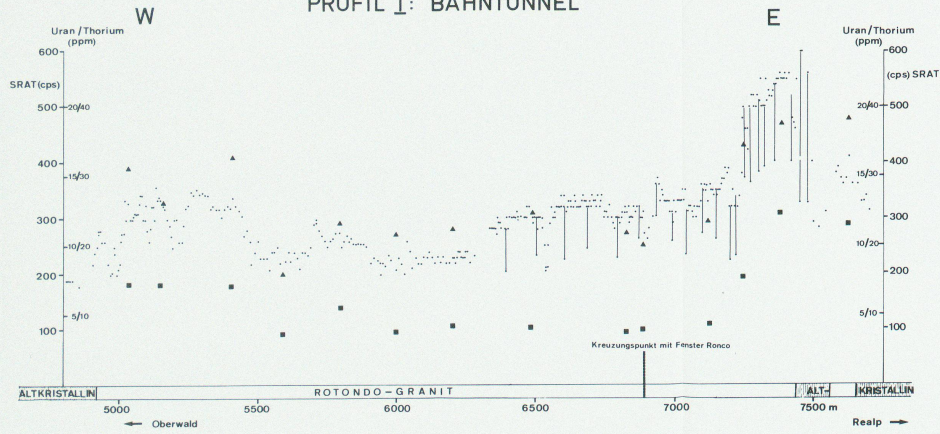 PROFIL I: BAHNTUNNEL
W
E
Uran/Thorium
(ppm)
Uran/Thorium
(ppm)
600
600
SRAT(cps)
(cps) SRAT
500
20/40
20/40
500
400
400
15/30
15/30
300
300
10/20
10/20
200
200
5/10
5/10
100
100
Kreuzungspunkt mit Fenster Ronco
ALTKRISTALLIN
ROTONDO-GRANIT
ALT-
KRISTALLIN
5000
5500
6000
6500
7000
7500 m
Oberwald
Realp